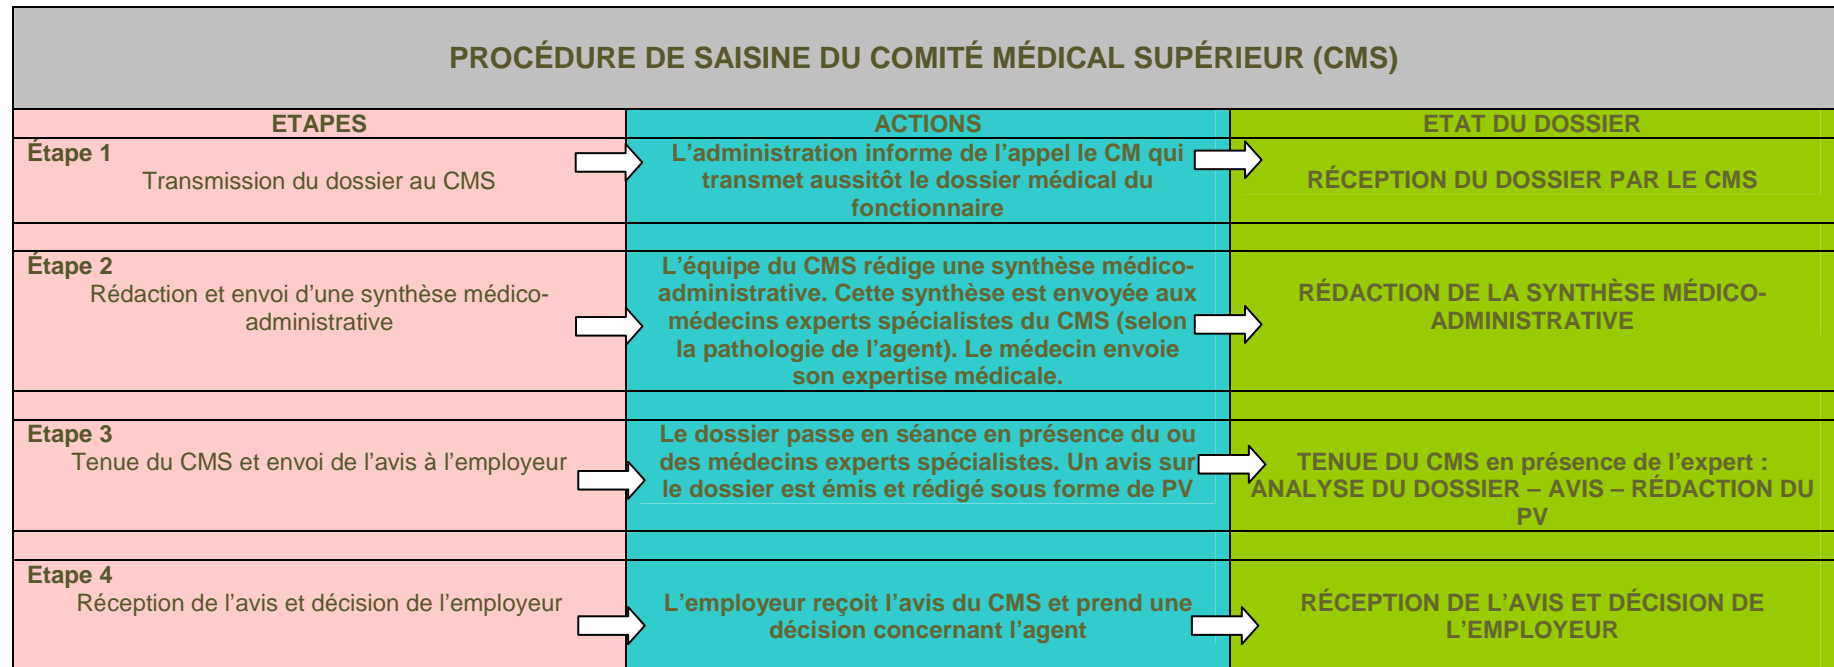 PROCÉDURE DE SAISINE DU COMITÉ MÉDICAL SUPÉRIEUR (CMS)
ETAPES
ACTIONS
ETAT DU DOSSIER
Étape 1
Transmission du dossier au CMS
L’administration informe de l’appel le CM qui
transmet aussitôt le dossier médical du
fonctionnaire
RÉCEPTION DU DOSSIER PAR LE CMS
Étape 2
Rédaction et envoi d’une synthèse médico-
administrative
L’équipe du CMS rédige une synthèse médico-
administrative. Cette synthèse est envoyée aux
médecins experts spécialistes du CMS (selon
la pathologie de l’agent). Le médecin envoie
son expertise médicale.
RÉDACTION DE LA SYNTHÈSE MÉDICO-
ADMINISTRATIVE
Etape 3
Tenue du CMS et envoi de l’avis à l’employeur
Le dossier passe en séance en présence du ou
des médecins experts spécialistes. Un avis sur
le dossier est émis et rédigé sous forme de PV
TENUE DU CMS en présence de l’expert :
ANALYSE DU DOSSIER – AVIS – RÉDACTION DU
PV
Etape 4
Réception de l’avis et décision de l’employeur
L’employeur reçoit l’avis du CMS et prend une
décision concernant l’agent
RÉCEPTION DE L’AVIS ET DÉCISION DE
L’EMPLOYEUR